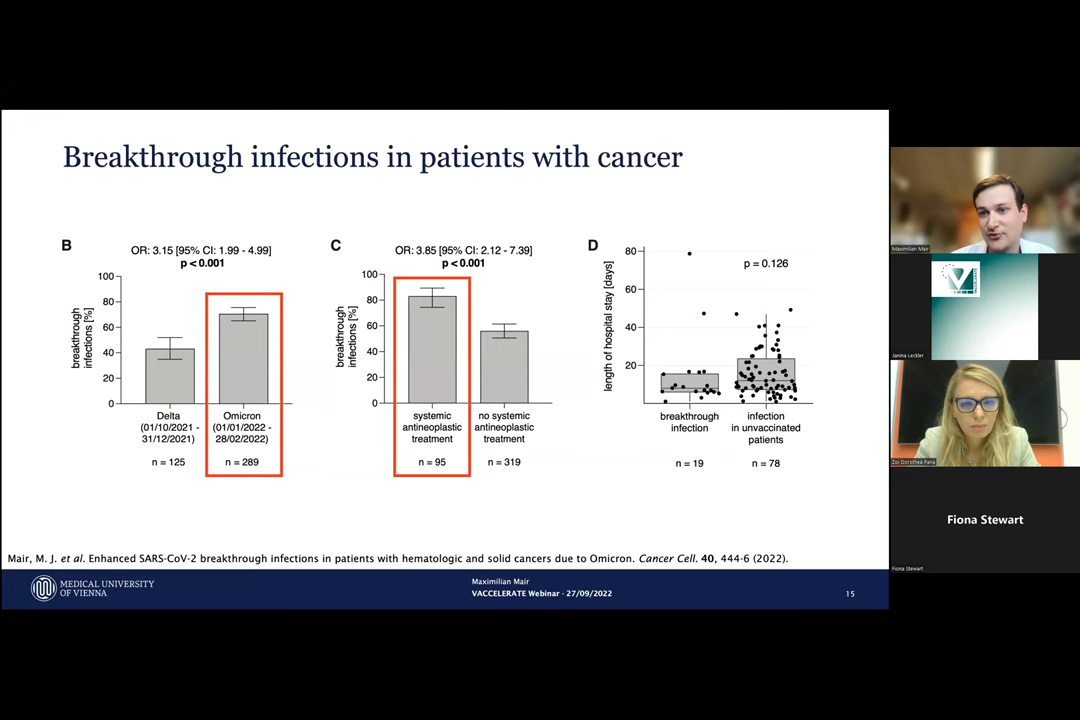 Breakthrough infections in patients with cancer
B
OR: 3.15 [95% CI: 1.99 - 4.99]
p < 0.001
breakthrough
infections [%]
100
80
60
40
20
0
Delta
(01/10/2021 -
31/12/2021)
n = 125
Omicron
(01/01/2022 -
28/02/2022)
n = 289
C
OR: 3.85 [95% CI: 2.12 - 7.39]
p < 0.001
breakthrough
infections [%]
100
80
60
40
20
0
systemic
antineoplastic
treatment
n = 95
no systemic
antineoplastic
treatment
n = 319
D
p = 0.126
length of hospital stay [days]
80
60
40
20
breakthrough
infection
n = 19
infection
in unvaccinated
patients
n = 78
Mair, M. J. et al. Enhanced SARS-CoV-2 breakthrough infections in patients with hematologic and solid cancers due to Omicron. Cancer Cell. 40, 444-6 (2022).
MEDICAL UNIVERSITY
OF VIENNA
Maximilian Mair
VACCELERATE Webinar - 27/09/2022
15
Maximilian Mair
VACCELERATE
Janina Leckler
Zoi Dorothea Pana
Fiona Stewart
Fiona Stewart